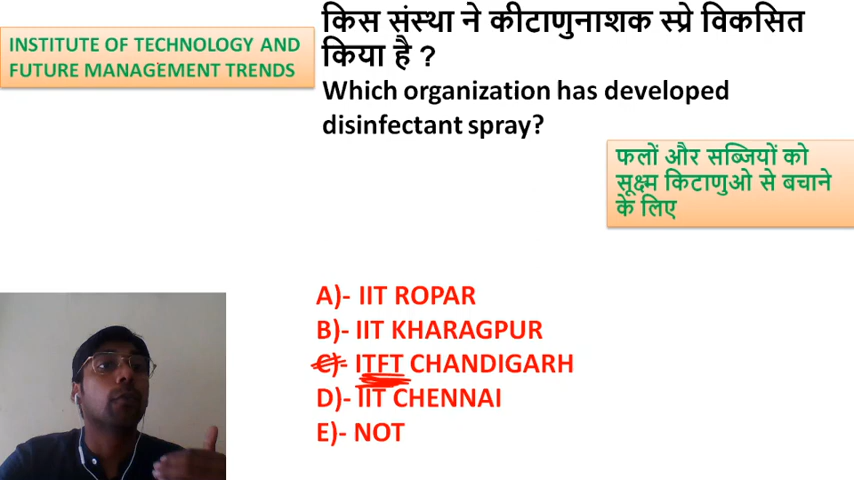 किस संस्था ने कीटाणुनाशक स्प्रे विकसित
किया है ?
INSTITUTE OF TECHNOLOGY AND
FUTURE MANAGEMENT TRENDS
Which organization has developed
disinfectant spray?
फलों और सब्जियों को
सूक्ष्म किटाणुओ से बचाने
के लिए
A)- IIT ROPAR
B)- IIT KHARAGPUR
C)- ITFT CHANDIGARH
D)- IIT CHENNAI
E)- NOT